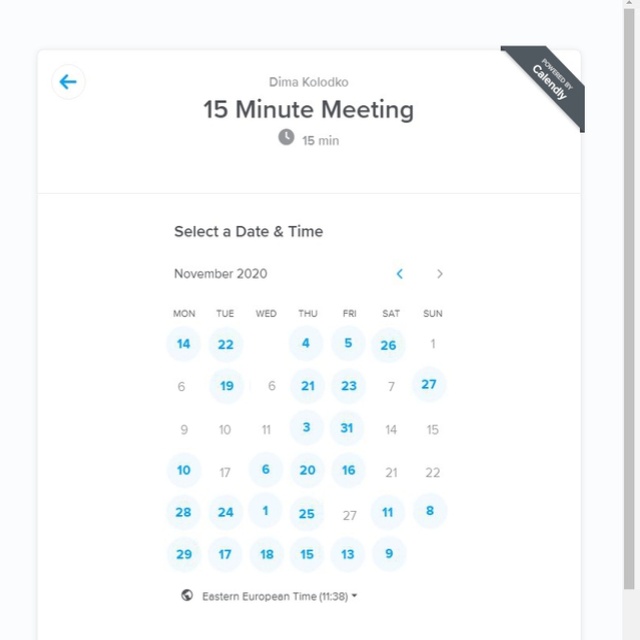 POWERED BY
Calendly
Dima Kolodko
15 Minute Meeting
15 min
Select a Date & Time
November 2020
MON TUE WED THU FRI SAT SUN
14 22 4 5 26 1
6 19 6 21 23 7 27
9 10 11 3 31 14 15
10 17 6 20 16 21 22
28 24 1 25 27 11 8
29 17 18 15 13 9
Eastern European Time (11:38)